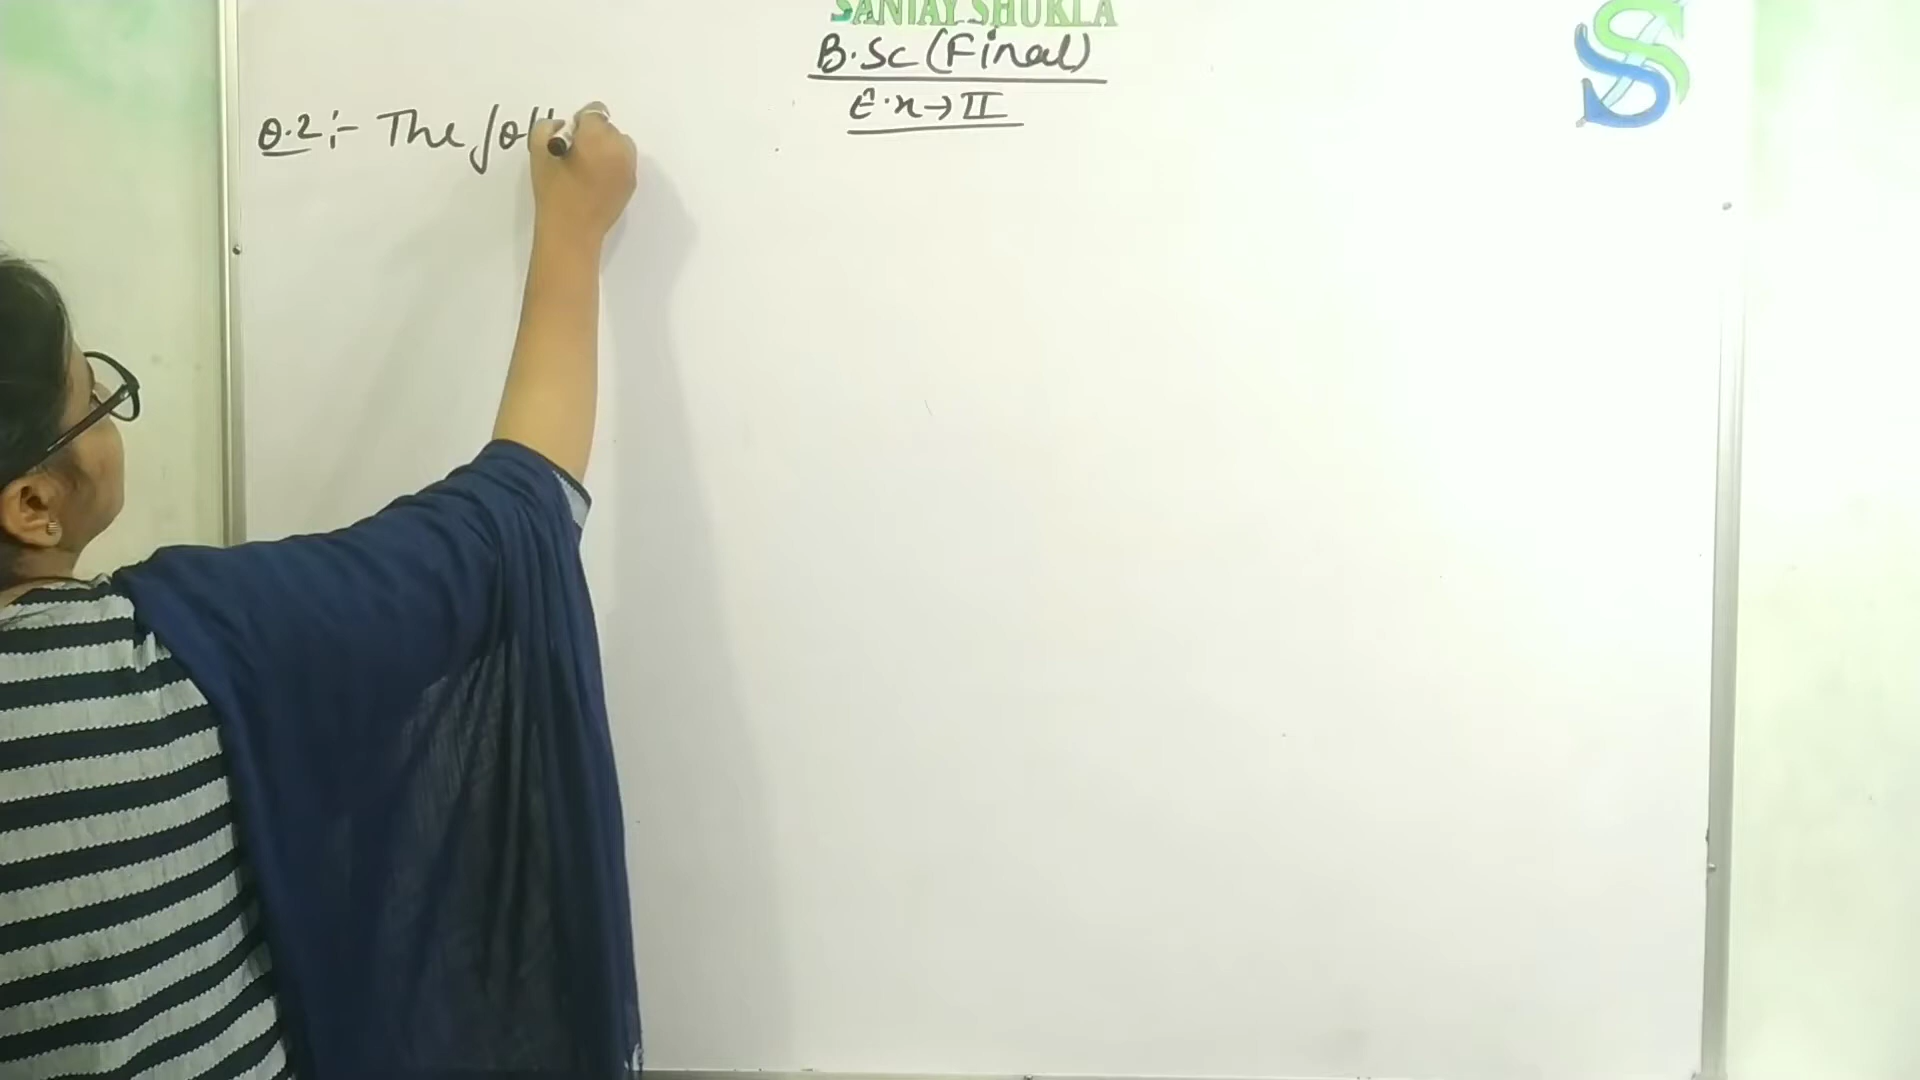 SANJAY SHUKLA
B.Sc (Final)
E.x → II
Q.2 :- The foll